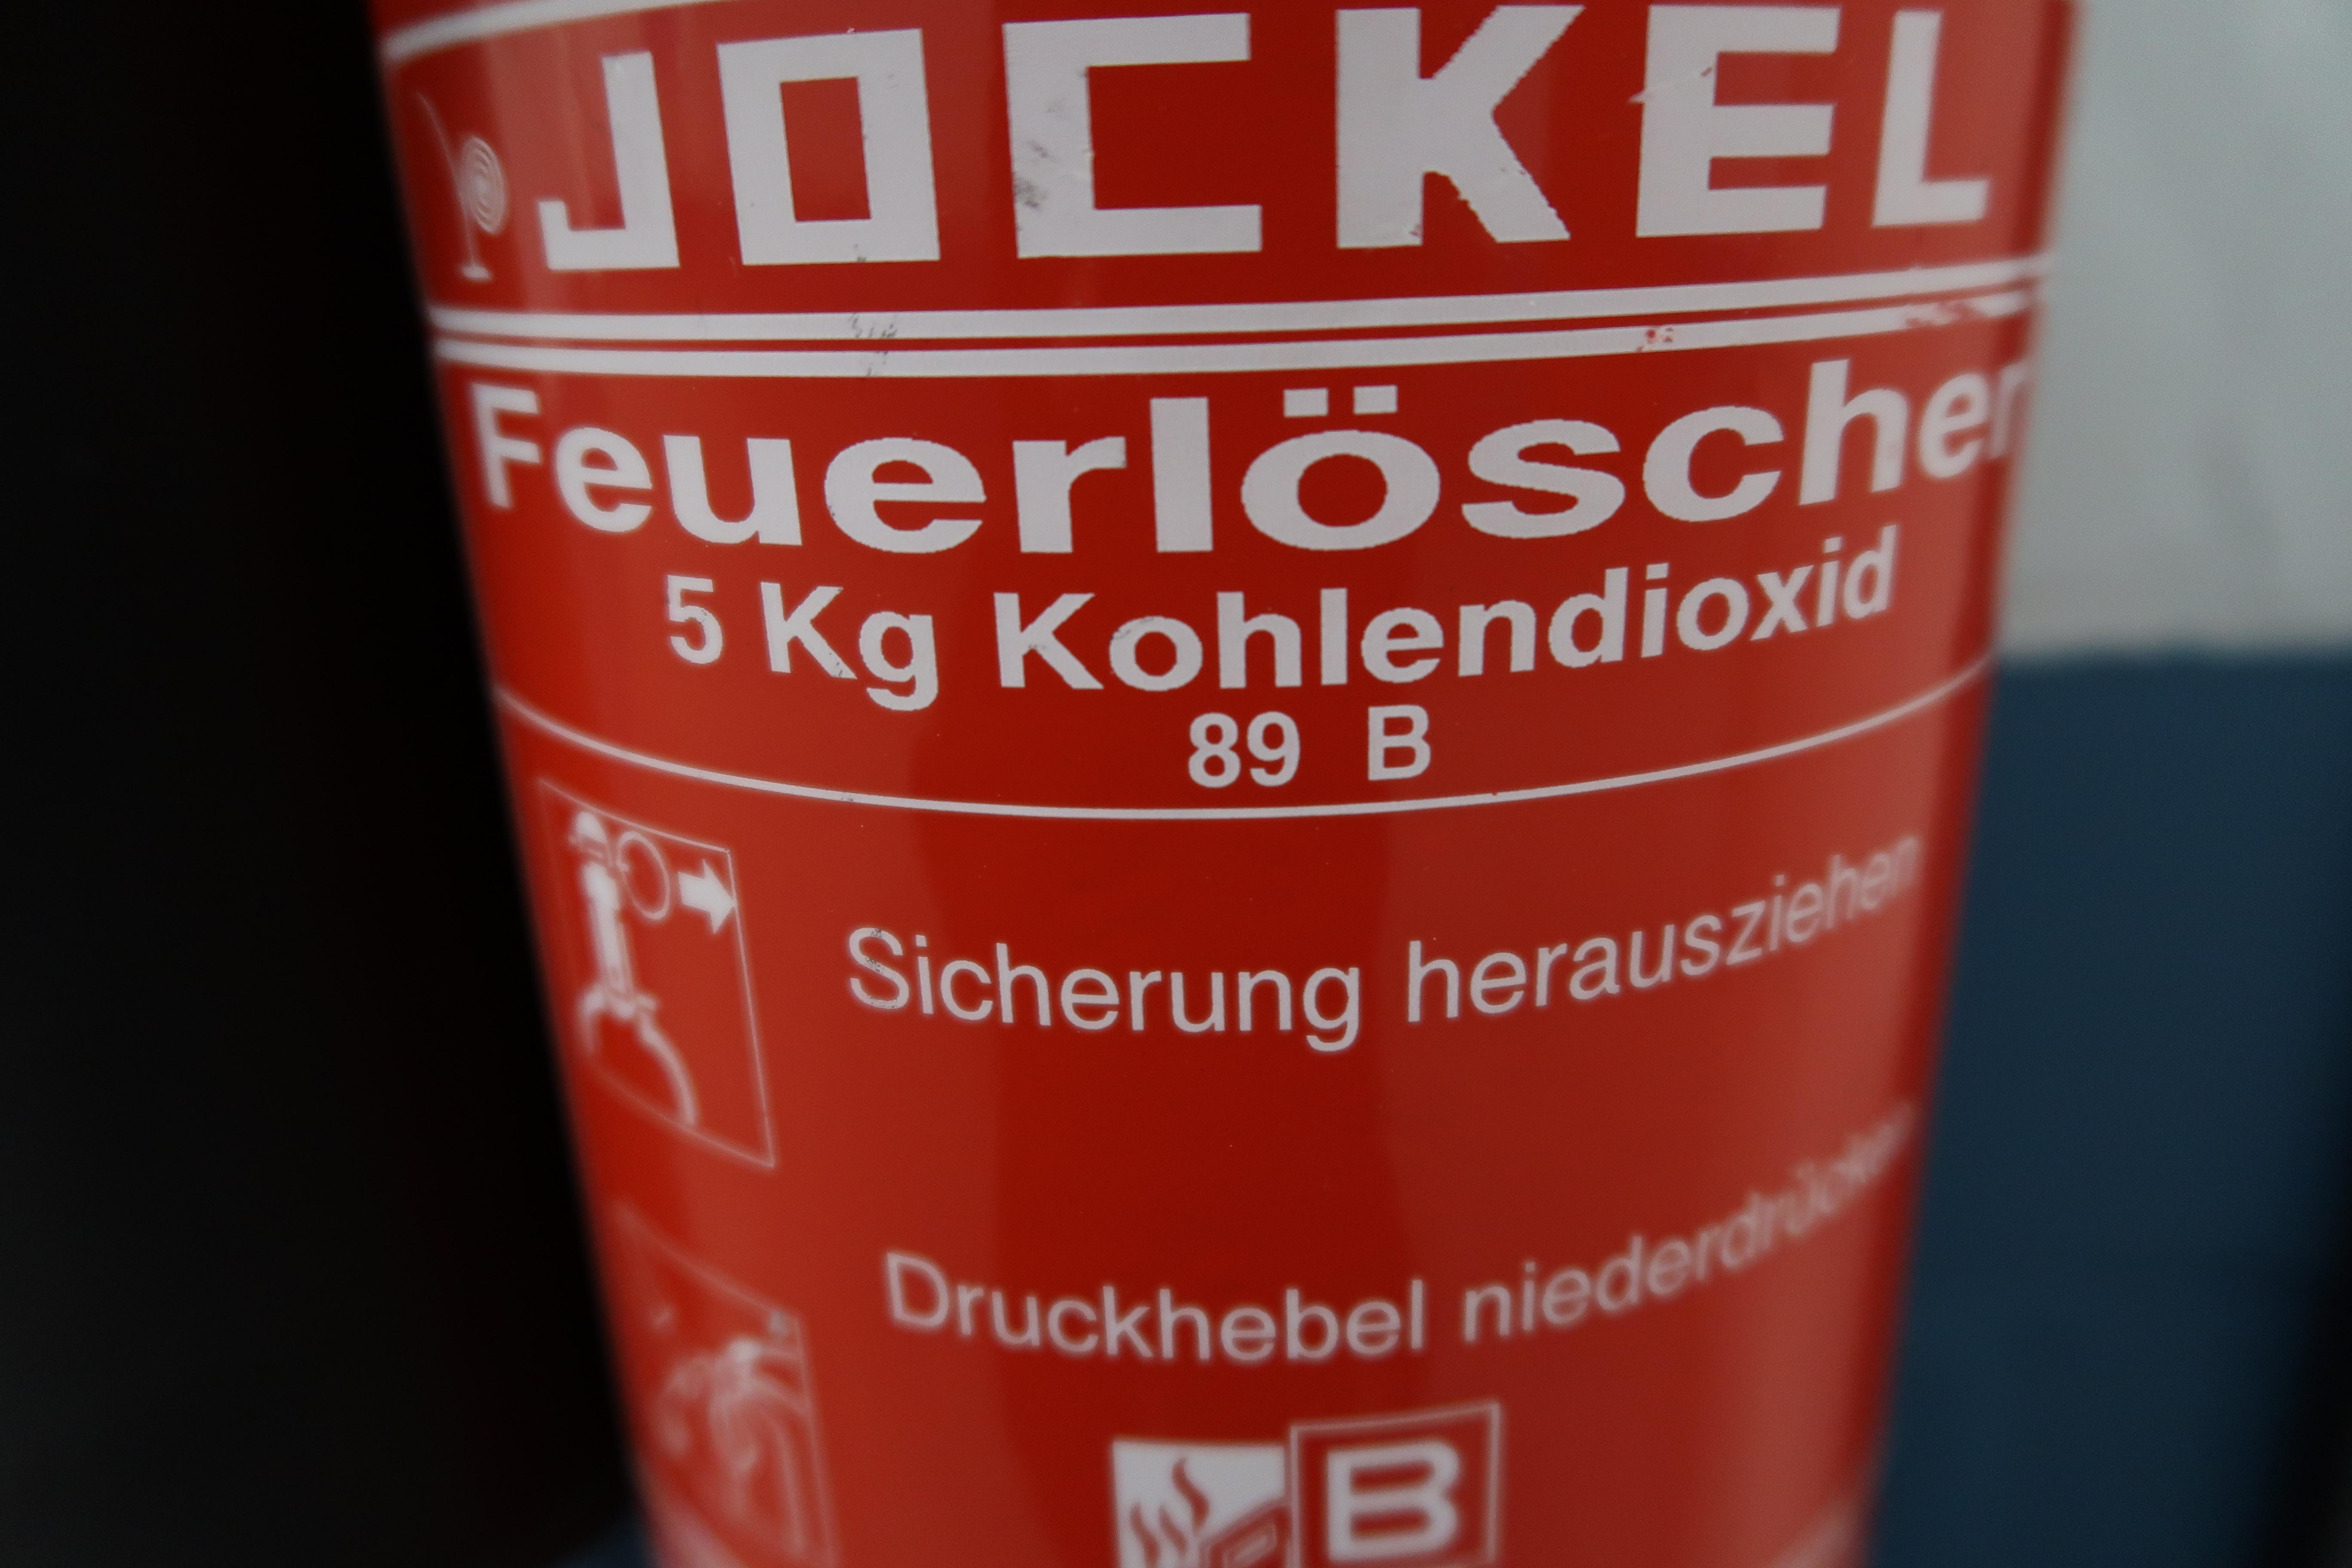 JOCKEL
Feuerlöscher
5 Kg Kohlendioxid
89 B
Sicherung herausziehen
Druckhebel niederdrücken
B